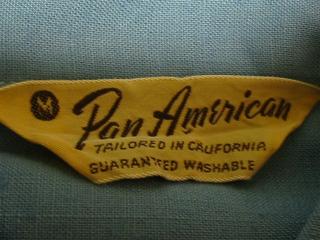 M Pan American
TAILORED IN CALIFORNIA
GUARANTEED WASHABLE